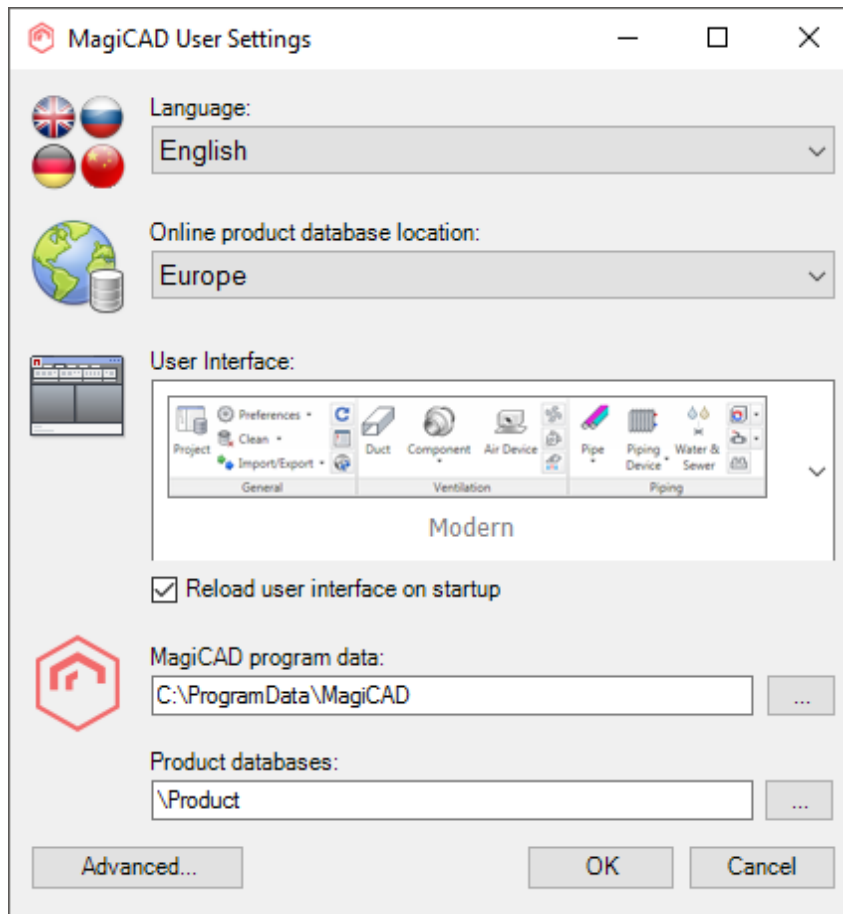 MagiCAD User Settings
Language:
English
Online product database location:
Europe
User Interface:
Project
Preferences
Clean
Import/Export
General
Duct
Component
Air Device
Ventilation
Pipe
Piping Device
Water & Sewer
Piping
Modern
Reload user interface on startup
MagiCAD program data:
C:\ProgramData\MagiCAD
...
Product databases:
\Product
...
Advanced...
OK
Cancel